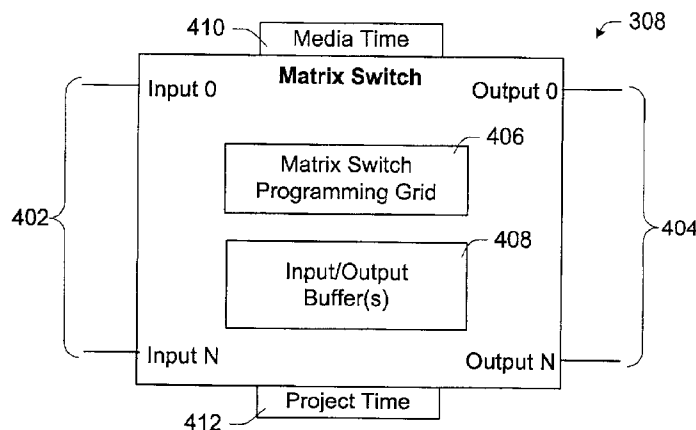 410
Media Time
308
Matrix Switch
Input 0
Output 0
406
Matrix Switch
Programming Grid
402
404
408
Input/Output
Buffer(s)
Input N
Output N
412
Project Time